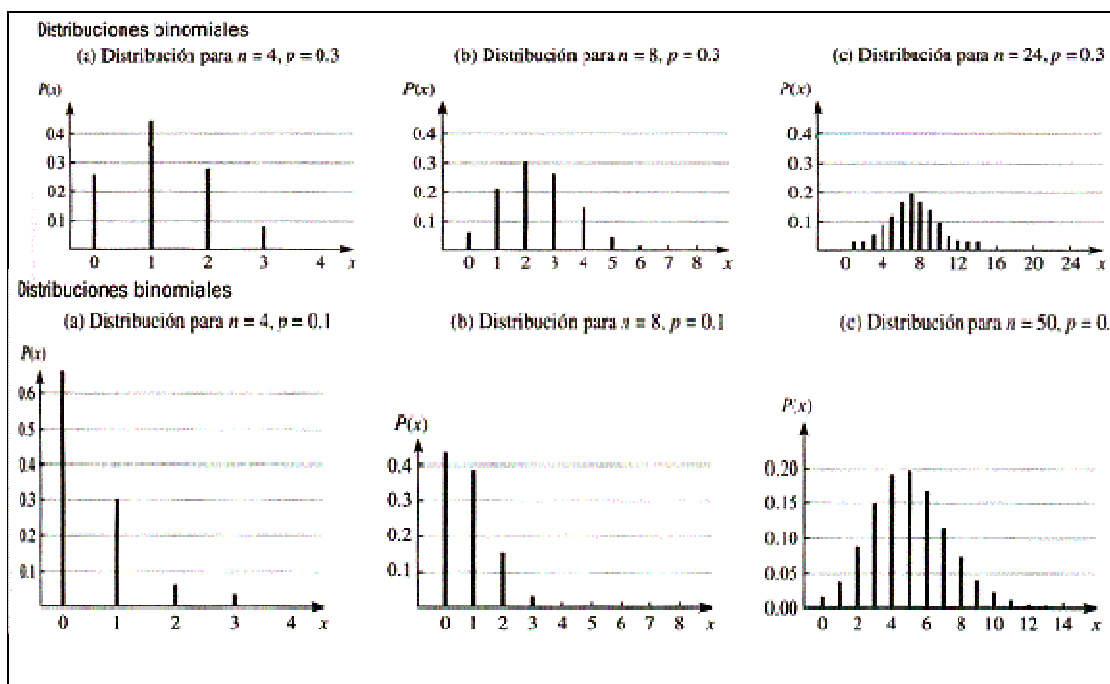 Distribuciones binomiales
(a) Distribución para n = 4, p = 0.3
(b) Distribución para n = 8, p = 0.3
(c) Distribución para n = 24, p = 0.3
P(x)
0.4
0.3
0.2
0.1
0 1 2 3 4 x
P(x)
0.4
0.3
0.2
0.1
0 1 2 3 4 5 6 7 8 x
P(x)
0.4
0.3
0.2
0.1
0 4 8 12 16 20 24 x
Distribuciones binomiales
(a) Distribución para n = 4, p = 0.1
(b) Distribución para n = 8, p = 0.1
(c) Distribución para n = 50, p = 0.
P(x)
0.6
0.5
0.4
0.3
0.2
0.1
0 1 2 3 4 x
P(x)
0.4
0.3
0.2
0.1
0 1 2 3 4 5 6 7 8 x
P(x)
0.20
0.15
0.10
0.05
0.00
0 2 4 6 8 10 12 14 x